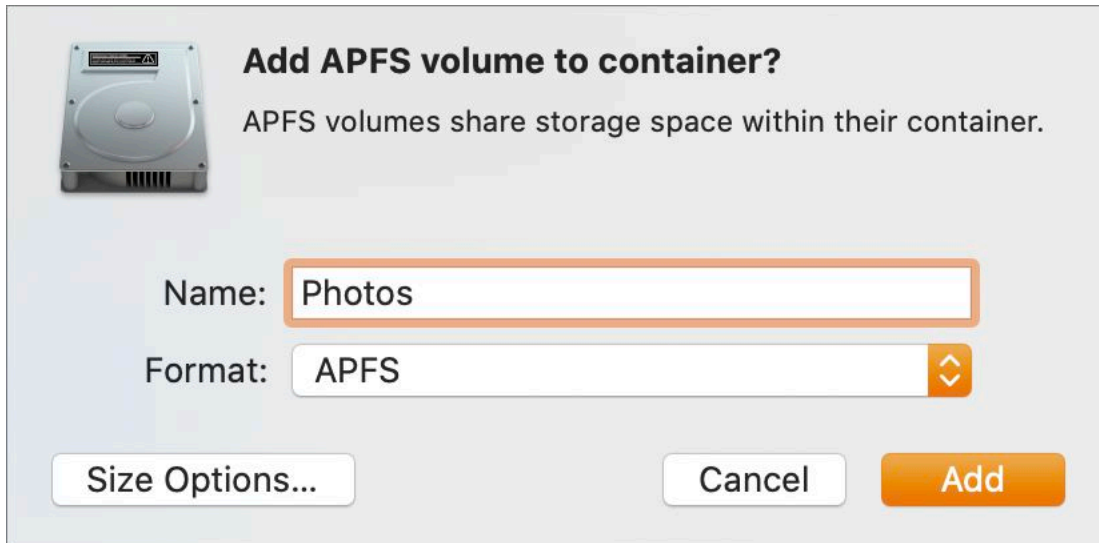 Add APFS volume to container?
APFS volumes share storage space within their container.
Name: Photos
Format: APFS
Size Options... Cancel Add